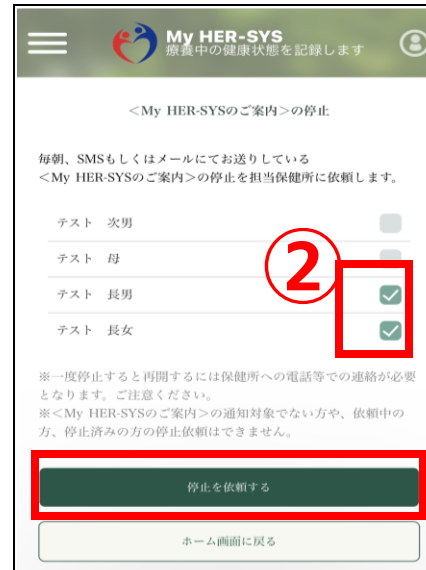 My HER-SYS
療養中の健康状態を記録します
＜My HER-SYSのご案内＞の停止
毎朝、SMSもしくはメールにてお送りしている
＜My HER-SYSのご案内＞の停止を担当保健所に依頼します。
テスト 次男
テスト 母
テスト 長男
テスト 長女
②
※一度停止すると再開するには保健所への電話等での連絡が必要
となります。ご注意ください。
※＜My HER-SYSのご案内＞の通知対象でない方や、依頼中の
方、停止済みの方の停止依頼はできません。
停止を依頼する
ホーム画面に戻る